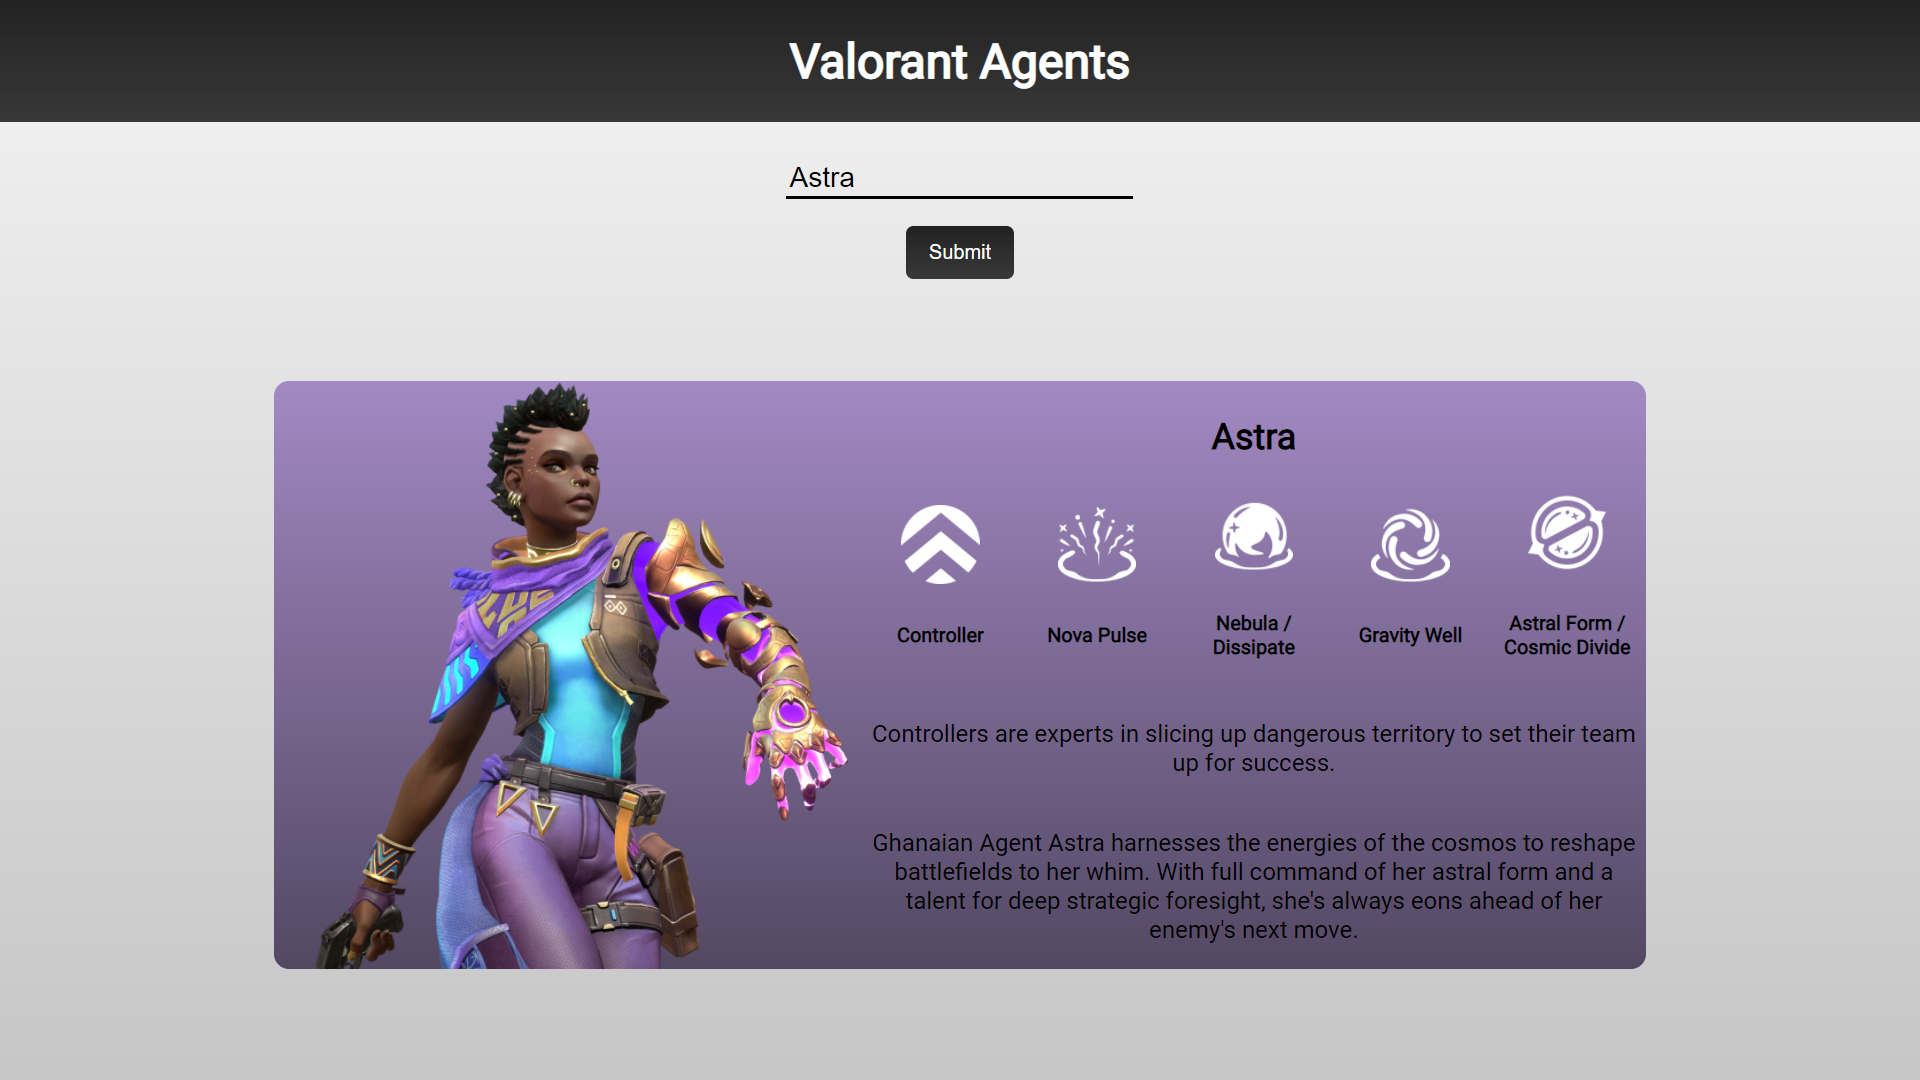 Valorant Agents
Astra
Submit
Astra
Controller
Nova Pulse
Nebula /
Dissipate
Gravity Well
Astral Form /
Cosmic Divide
Controllers are experts in slicing up dangerous territory to set their team
up for success.
Ghanaian Agent Astra harnesses the energies of the cosmos to reshape
battlefields to her whim. With full command of her astral form and a
talent for deep strategic foresight, she's always eons ahead of her
enemy's next move.